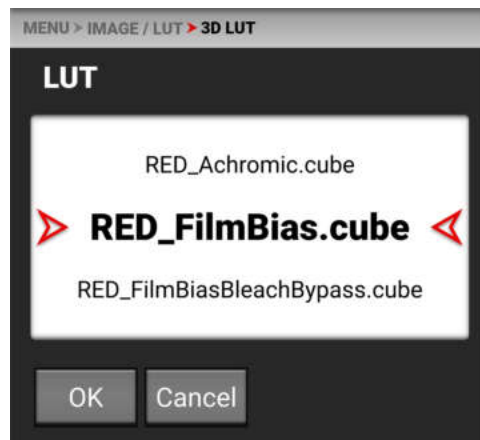 MENU > IMAGE / LUT > 3D LUT
LUT
RED_Achromic.cube
RED_FilmBias.cube
RED_FilmBiasBleachBypass.cube
OK Cancel